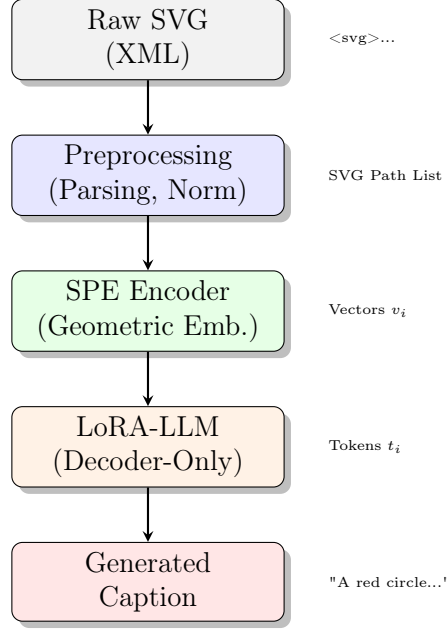 Raw SVG
(XML)
<svg>...
Preprocessing
(Parsing, Norm)
SVG Path List
SPE Encoder
(Geometric Emb.)
Vectors v_i
LoRA-LLM
(Decoder-Only)
Tokens t_i
Generated
Caption
"A red circle..."